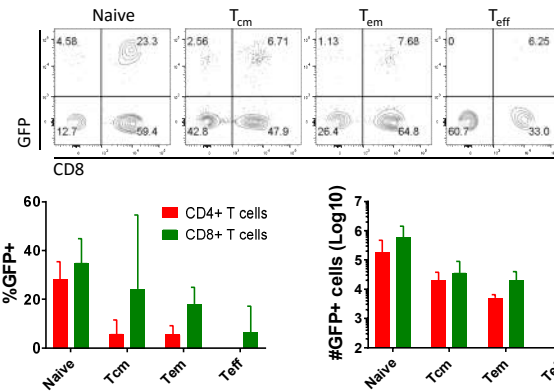 Naive Tcm Tem Teff
4.58 23.3 2.56 6.71 1.13 7.68 0 6.25
GFP
12.7 59.4 42.8 47.9 26.4 64.8 60.7 33.0
CD8
60
40
20
0
%GFP+
CD4+ T cells
CD8+ T cells
Naive Tcm Tem Teff
7
6
5
4
3
2
#GFP+ cells (Log10)
Naive Tcm Tem